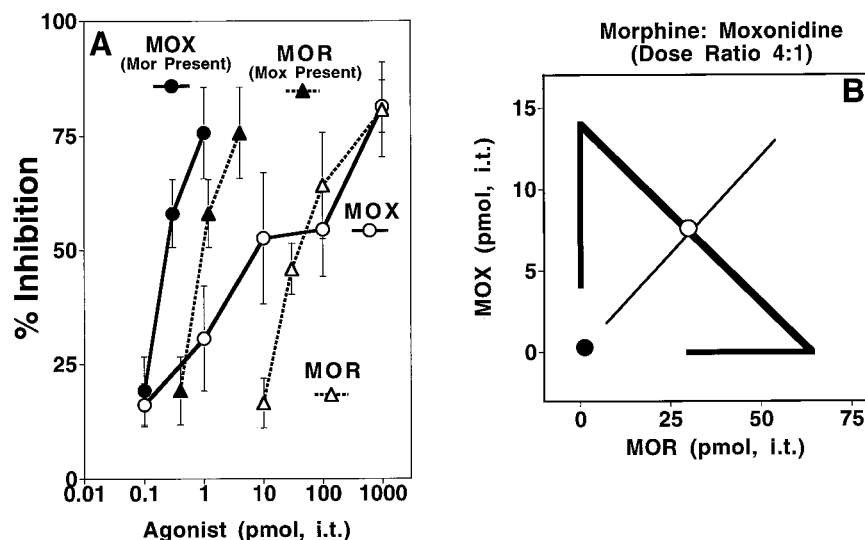 A
MOX
(Mor Present)
MOR
(Mox Present)
MOX
MOR
% Inhibition
100
75
50
25
0
0.01
0.1
1
10
100
1000
Agonist (pmol, i.t.)
Morphine: Moxonidine
(Dose Ratio 4:1)
B
MOX (pmol, i.t.)
15
10
5
0
0
25
50
75
MOR (pmol, i.t.)